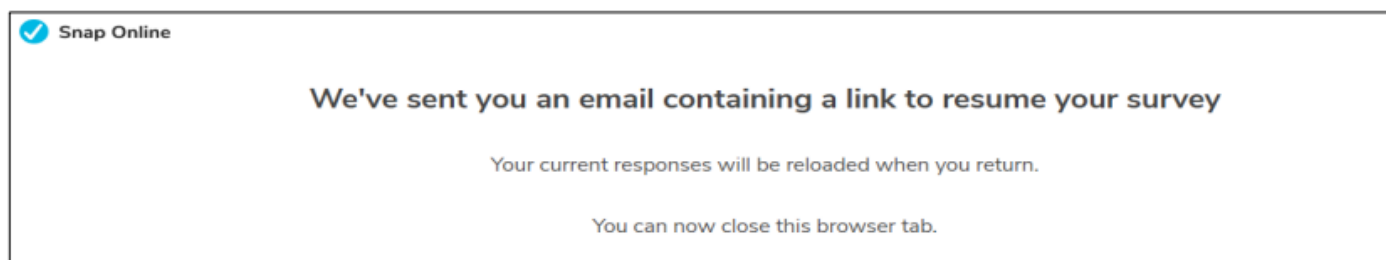 Snap Online
We've sent you an email containing a link to resume your survey
Your current responses will be reloaded when you return.
You can now close this browser tab.